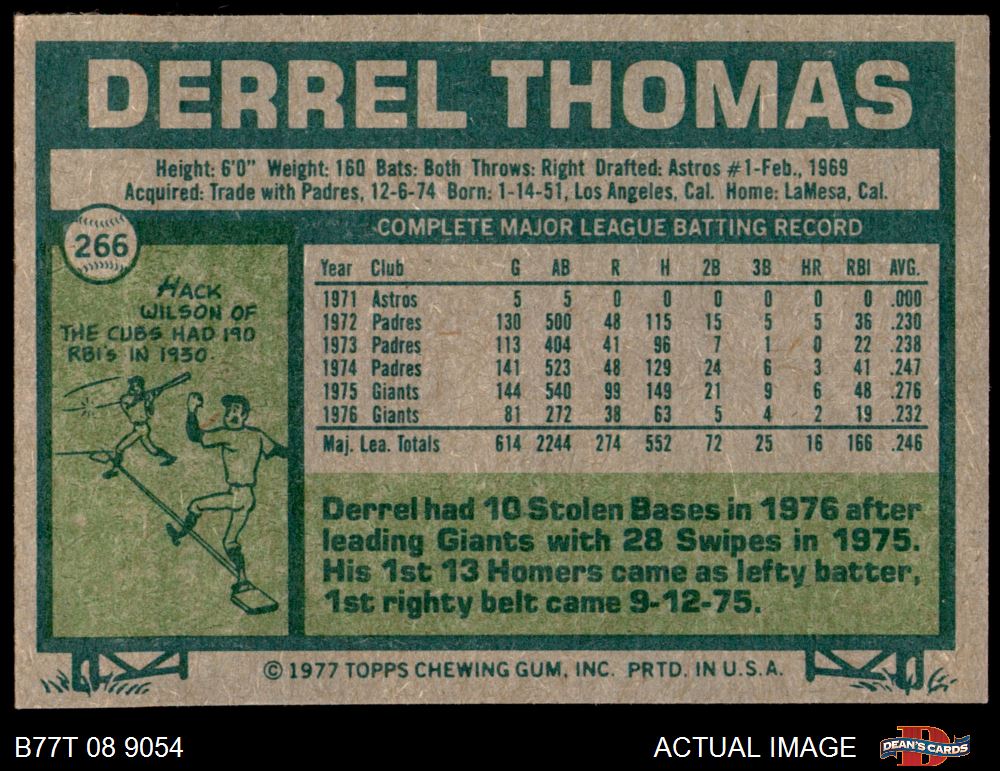 DERREL THOMAS
Height: 6'0" Weight: 160 Bats: Both Throws: Right Drafted: Astros #1-Feb., 1969
Acquired: Trade with Padres, 12-6-74 Born: 1-14-51, Los Angeles, Cal. Home: LaMesa, Cal.
266
HACK
WILSON OF
THE CUBS HAD 190
RBI'S IN 1930.
COMPLETE MAJOR LEAGUE BATTING RECORD
Year Club G AB R H 2B 3B HR RBI AVG.
1971 Astros 5 5 0 0 0 0 0 0 .000
1972 Padres 130 500 48 115 15 5 5 36 .230
1973 Padres 113 404 41 96 7 1 0 22 .238
1974 Padres 141 523 48 129 24 6 3 41 .247
1975 Giants 144 540 99 149 21 9 6 48 .276
1976 Giants 81 272 38 63 5 4 2 19 .232
Maj. Lea. Totals 614 2244 274 552 72 25 16 166 .246
Derrel had 10 Stolen Bases in 1976 after
leading Giants with 28 Swipes in 1975.
His 1st 13 Homers came as lefty batter,
1st righty belt came 9-12-75.
© 1977 TOPPS CHEWING GUM, INC. PRTD. IN U.S.A.
B77T 08 9054
ACTUAL IMAGE
DEAN'S CARDS